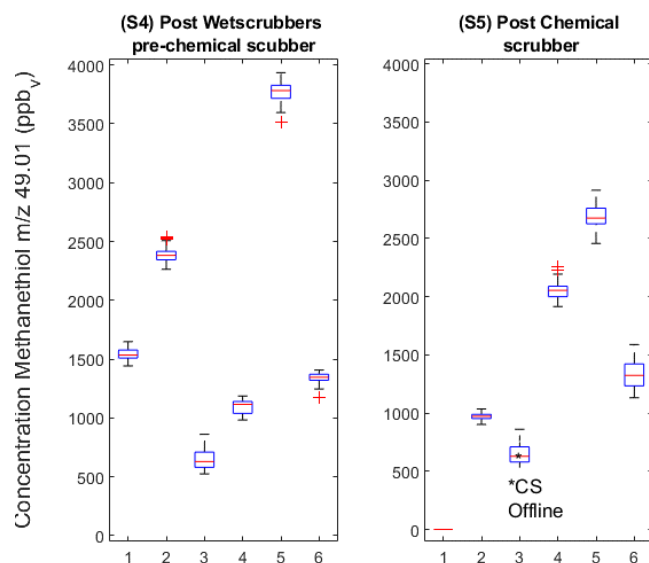 (S4) Post Wetscrubbers
pre-chemical scubber
(S5) Post Chemical
scrubber
Concentration Methanethiol m/z 49.01 (ppbv)
4000
3500
3000
2500
2000
1500
1000
500
0
1 2 3 4 5 6
4000
3500
3000
2500
2000
1500
1000
500
0
*
*CS
Offline
1 2 3 4 5 6